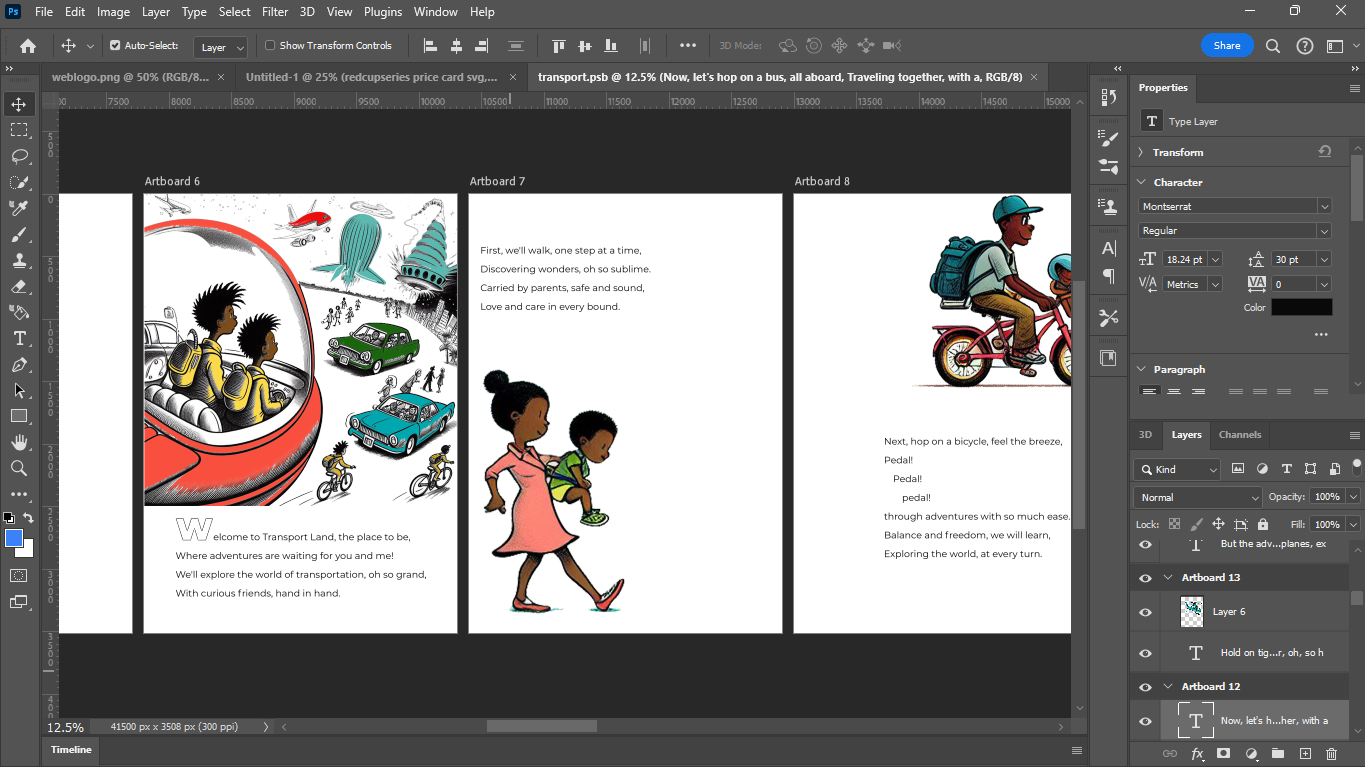 Ps File Edit Image Layer Type Select Filter 3D View Plugins Window Help
Auto-Select: Layer Show Transform Controls 3D Mode: Share
weblogo.png @ 50% (RGB/8... × Untitled-1 @ 25% (redcupseries price card svg,... × transport.psb @ 12.5% (Now, let's hop on a bus, all aboard, Traveling together, with a, RGB/8) ×
7500 8000 8500 9000 9500 10000 10500 11000 11500 12000 12500 13000 13500 14000 14500 15000
Artboard 6
Artboard 7
Artboard 8
First, we'll walk, one step at a time,
Discovering wonders, oh so sublime.
Carried by parents, safe and sound,
Love and care in every bound.
Next, hop on a bicycle, feel the breeze,
Pedal!
Pedal!
pedal!
through adventures with so much ease.
Balance and freedom, we will learn,
Exploring the world, at every turn.
Welcome to Transport Land, the place to be,
Where adventures are waiting for you and me!
We'll explore the world of transportation, oh so grand,
With curious friends, hand in hand.
12.5% 41500 px x 3508 px (300 ppi)
Timeline
Properties
T Type Layer
Transform
Character
Montserrat
Regular
18.24 pt 30 pt
Metrics 0
Color
Paragraph
3D Layers Channels
Kind
Normal Opacity: 100%
Lock: Fill: 100%
T But the adv...planes, ex
Artboard 13
Layer 6
T Hold on tig...r, oh, so h
Artboard 12
T Now, let's h...her, with a
fx